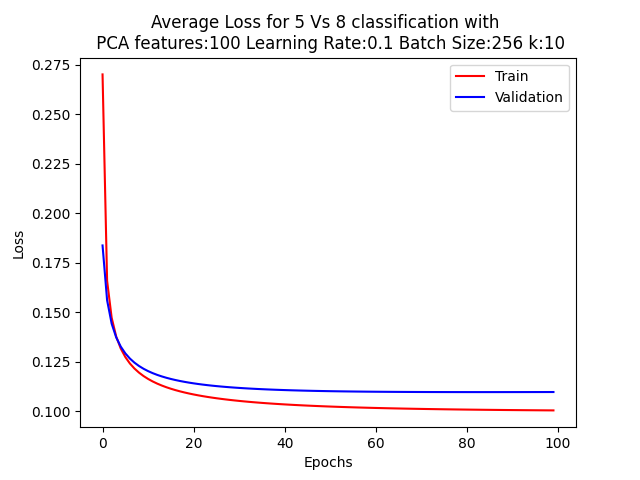 Average Loss for 5 Vs 8 classification with
PCA features:100 Learning Rate:0.1 Batch Size:256 k:10
0.275
0.250
0.225
0.200
0.175
0.150
0.125
0.100
Loss
Train
Validation
0 20 40 60 80 100
Epochs